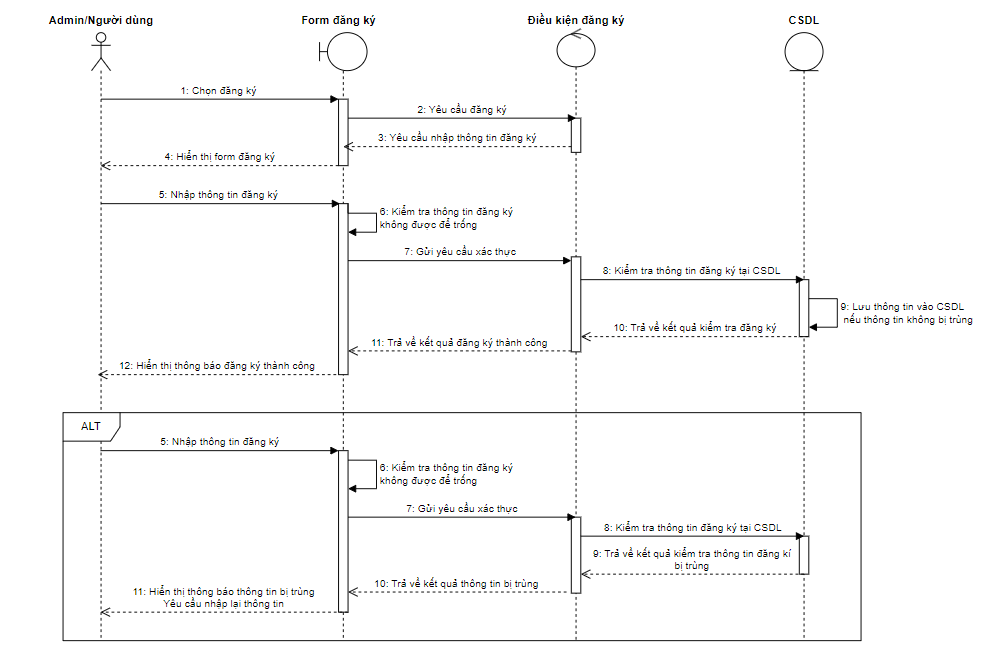 Admin/Người dùng
Form đăng ký
Điều kiện đăng ký
CSDL
1: Chọn đăng ký
2: Yêu cầu đăng ký
3: Yêu cầu nhập thông tin đăng ký
4: Hiển thị form đăng ký
5: Nhập thông tin đăng ký
6: Kiểm tra thông tin đăng ký
không được để trống
7: Gửi yêu cầu xác thực
8: Kiểm tra thông tin đăng ký tại CSDL
9: Lưu thông tin vào CSDL
nếu thông tin không bị trùng
10: Trả về kết quả kiểm tra đăng ký
11: Trả về kết quả đăng ký thành công
12: Hiển thị thông báo đăng ký thành công
ALT
5: Nhập thông tin đăng ký
6: Kiểm tra thông tin đăng ký
không được để trống
7: Gửi yêu cầu xác thực
8: Kiểm tra thông tin đăng ký tại CSDL
9: Trả về kết quả kiểm tra thông tin đăng kí
bị trùng
10: Trả về kết quả thông tin bị trùng
11: Hiển thị thông báo thông tin bị trùng
Yêu cầu nhập lại thông tin